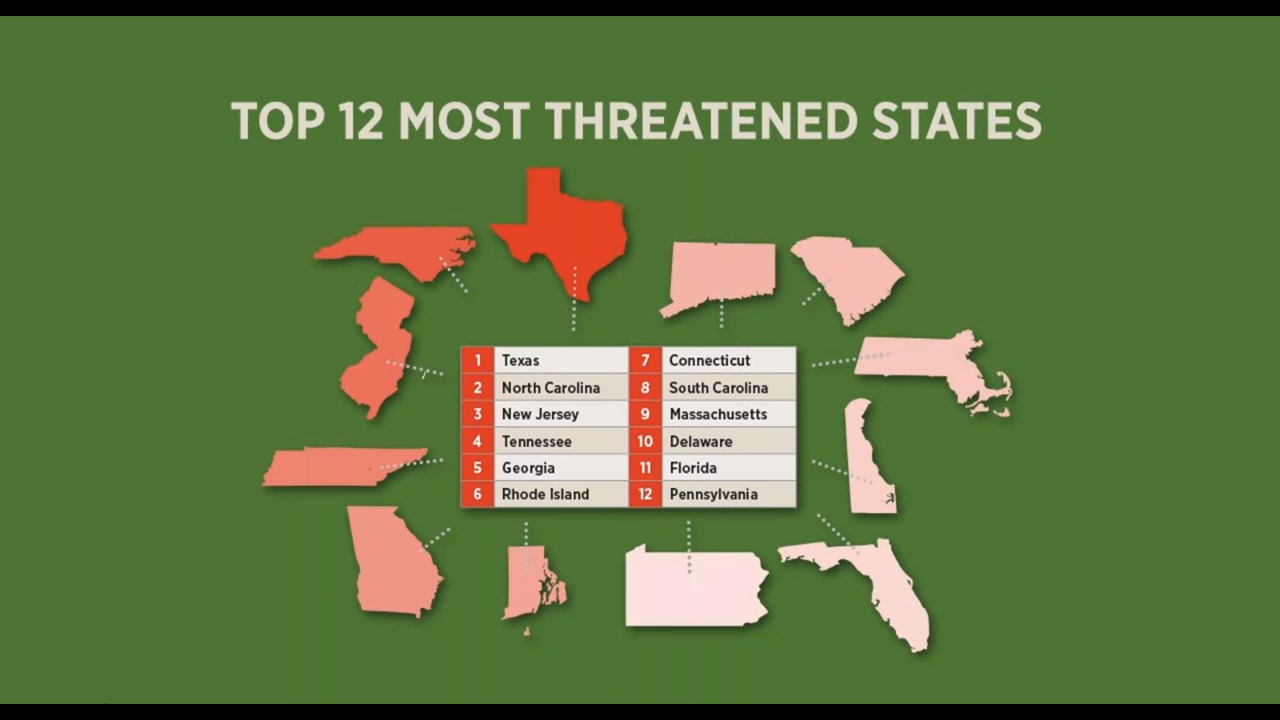 TOP 12 MOST THREATENED STATES
1 Texas 7 Connecticut
2 North Carolina 8 South Carolina
3 New Jersey 9 Massachusetts
4 Tennessee 10 Delaware
5 Georgia 11 Florida
6 Rhode Island 12 Pennsylvania